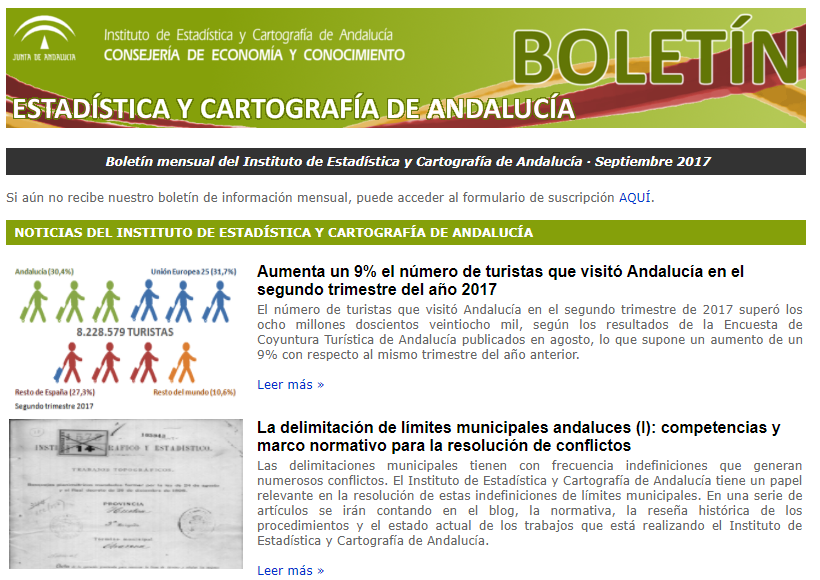 JUNTA DE ANDALUCIA
Instituto de Estadística y Cartografía de Andalucía
CONSEJERÍA DE ECONOMÍA Y CONOCIMIENTO
BOLETÍN
ESTADÍSTICA Y CARTOGRAFÍA DE ANDALUCÍA
Boletín mensual del Instituto de Estadística y Cartografía de Andalucía - Septiembre 2017
Si aún no recibe nuestro boletín de información mensual, puede acceder al formulario de suscripción AQUÍ.
NOTICIAS DEL INSTITUTO DE ESTADÍSTICA Y CARTOGRAFÍA DE ANDALUCÍA
Andalucía (30,4%)
Unión Europea 25 (31,7%)
8.228.579 TURISTAS
Resto de España (27,3%)
Resto del mundo (10,6%)
Segundo trimestre 2017
Aumenta un 9% el número de turistas que visitó Andalucía en el
segundo trimestre del año 2017
El número de turistas que visitó Andalucía en el segundo trimestre de 2017 superó los
ocho millones doscientos veintiocho mil, según los resultados de la Encuesta de
Coyuntura Turística de Andalucía publicados en agosto, lo que supone un aumento de un
9% con respecto al mismo trimestre del año anterior.
Leer más »
GRAFICO Y ESTADÍSTICO.
TRABAJOS TOPOGRÁFICOS
PROVINCIA
La delimitación de límites municipales andaluces (I): competencias y
marco normativo para la resolución de conflictos
Las delimitaciones municipales tienen con frecuencia indefiniciones que generan
numerosos conflictos. El Instituto de Estadística y Cartografía de Andalucía tiene un papel
relevante en la resolución de estas indefiniciones de límites municipales. En una serie de
artículos se irán contando en el blog, la normativa, la reseña histórica de los
procedimientos y el estado actual de los trabajos que está realizando el Instituto de
Estadística y Cartografía de Andalucía.
Leer más »